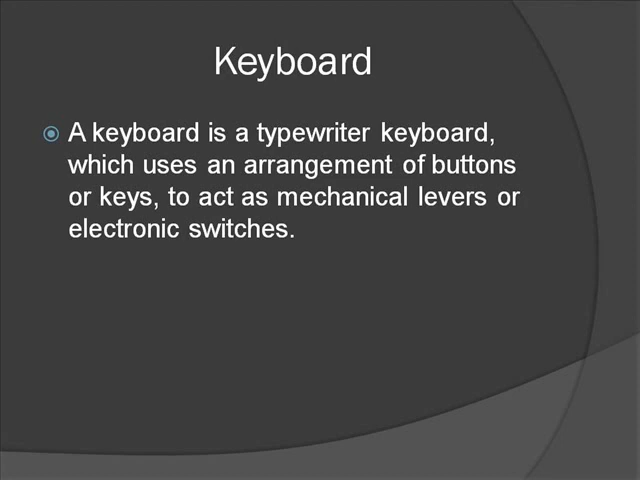 Keyboard
A keyboard is a typewriter keyboard,
which uses an arrangement of buttons
or keys, to act as mechanical levers or
electronic switches.